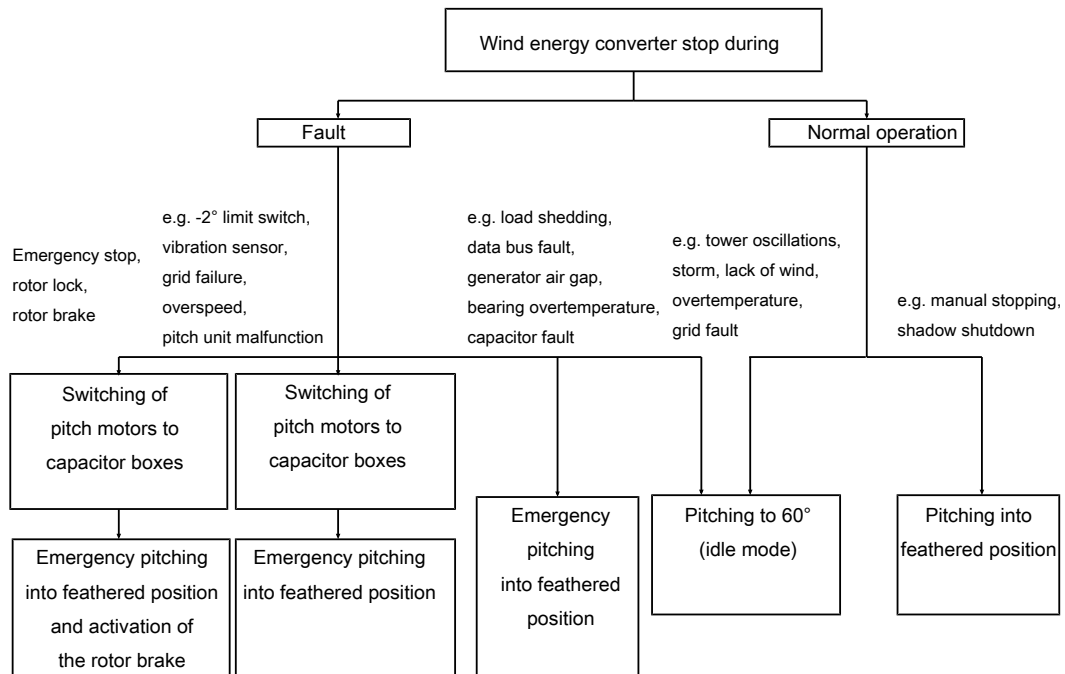 Wind energy converter stop during
Fault
Normal operation
Emergency stop,
rotor lock,
rotor brake
e.g. -2° limit switch,
vibration sensor,
grid failure,
overspeed,
pitch unit malfunction
e.g. load shedding,
data bus fault,
generator air gap,
bearing overtemperature,
capacitor fault
e.g. tower oscillations,
storm, lack of wind,
overtemperature,
grid fault
e.g. manual stopping,
shadow shutdown
Switching of
pitch motors to
capacitor boxes
Switching of
pitch motors to
capacitor boxes
Emergency pitching
into feathered position
and activation of
the rotor brake
Emergency pitching
into feathered position
Emergency
pitching
into feathered
position
Pitching to 60°
(idle mode)
Pitching into
feathered position